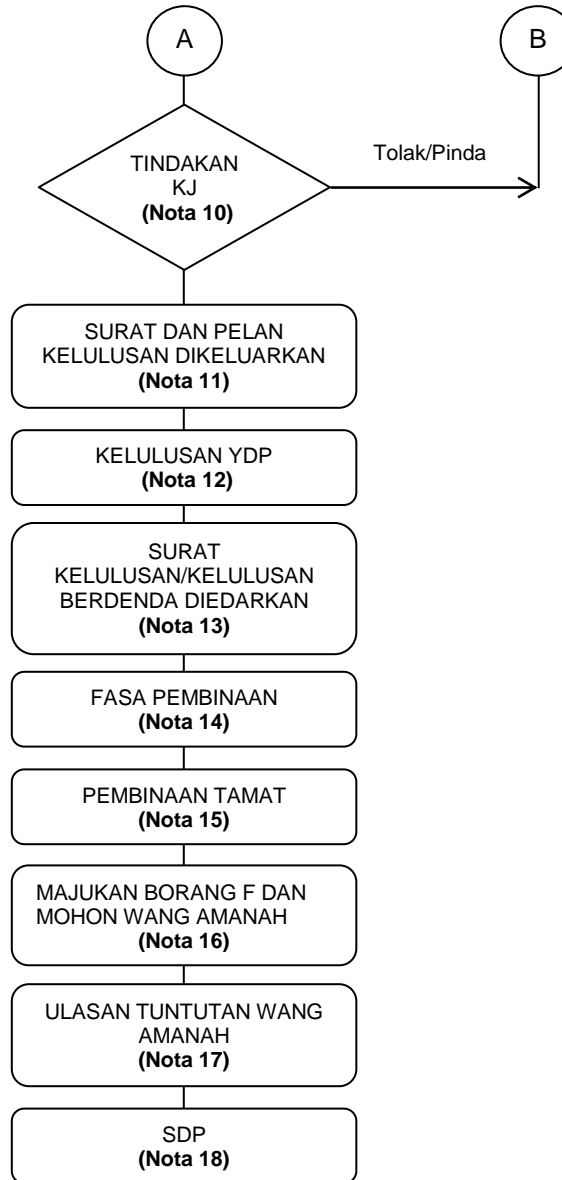 A
B
Tolak/Pinda
TINDAKAN
KJ
(Nota 10)
SURAT DAN PELAN
KELULUSAN DIKELUARKAN
(Nota 11)
KELULUSAN YDP
(Nota 12)
SURAT
KELULUSAN/KELULUSAN
BERDENDA DIEDARKAN
(Nota 13)
FASA PEMBINAAN
(Nota 14)
PEMBINAAN TAMAT
(Nota 15)
MAJUKAN BORANG F DAN
MOHON WANG AMANAH
(Nota 16)
ULASAN TUNTUTAN WANG
AMANAH
(Nota 17)
SDP
(Nota 18)